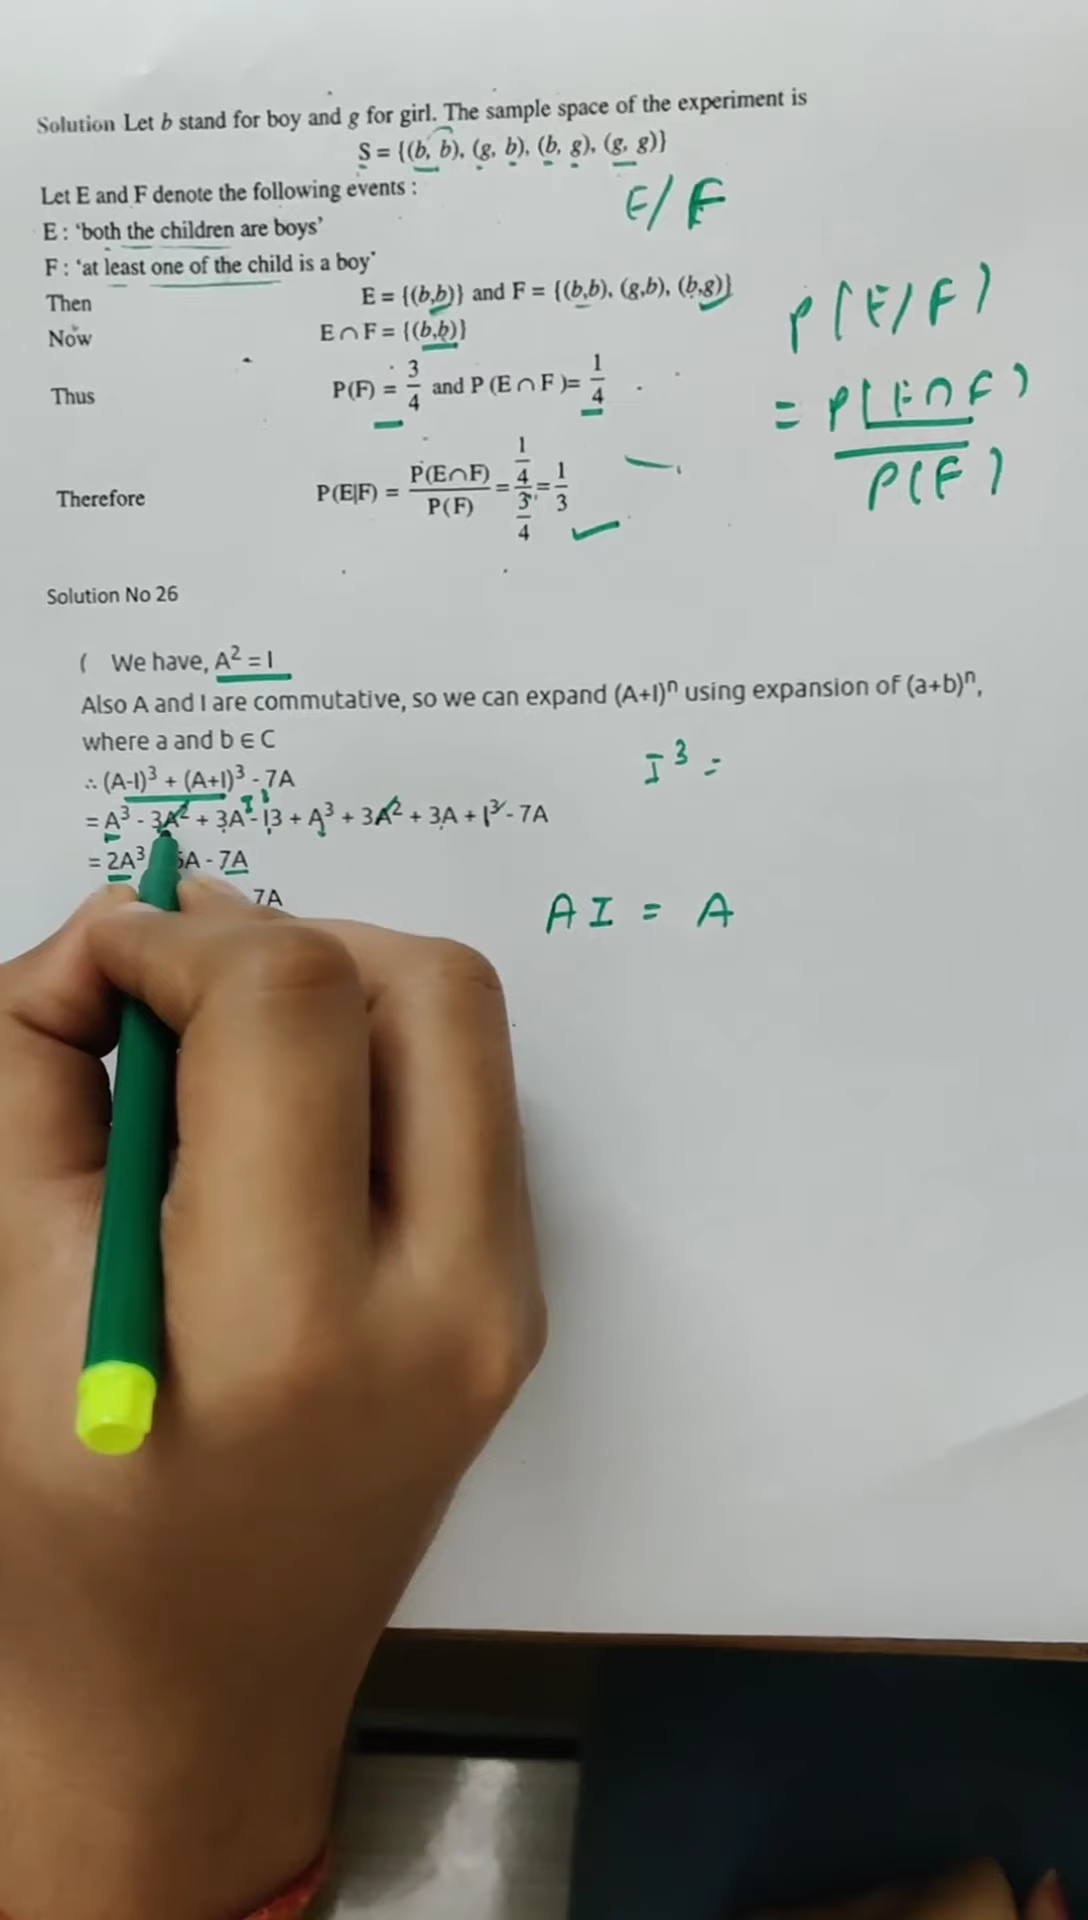 Solution Let b stand for boy and g for girl. The sample space of the experiment is
S = {(b, b), (g, b), (b, g), (g, g)}
Let E and F denote the following events :
E/F
E : ‘both the children are boys’
F : ‘at least one of the child is a boy’
Then E = {(b,b)} and F = {(b,b), (g,b), (b,g)}
P(E/F)
Now E ∩ F = {(b,b)}
Thus P(F) = 3/4 and P (E ∩ F )= 1/4
= P(E∩F) / P(F)
Therefore P(E|F) = P(E∩F)/P(F) = (1/4)/(3/4) = 1/3
Solution No 26
( We have, A² = I
Also A and I are commutative, so we can expand (A+I)ⁿ using expansion of (a+b)ⁿ,
where a and b ∈ C
I³ =
∴ (A-I)³ + (A+I)³ - 7A
I³
= A³ - 3A² + 3A - I3 + A³ + 3A² + 3A + I³ - 7A
= 2A³ 6A - 7A
7A
AI = A